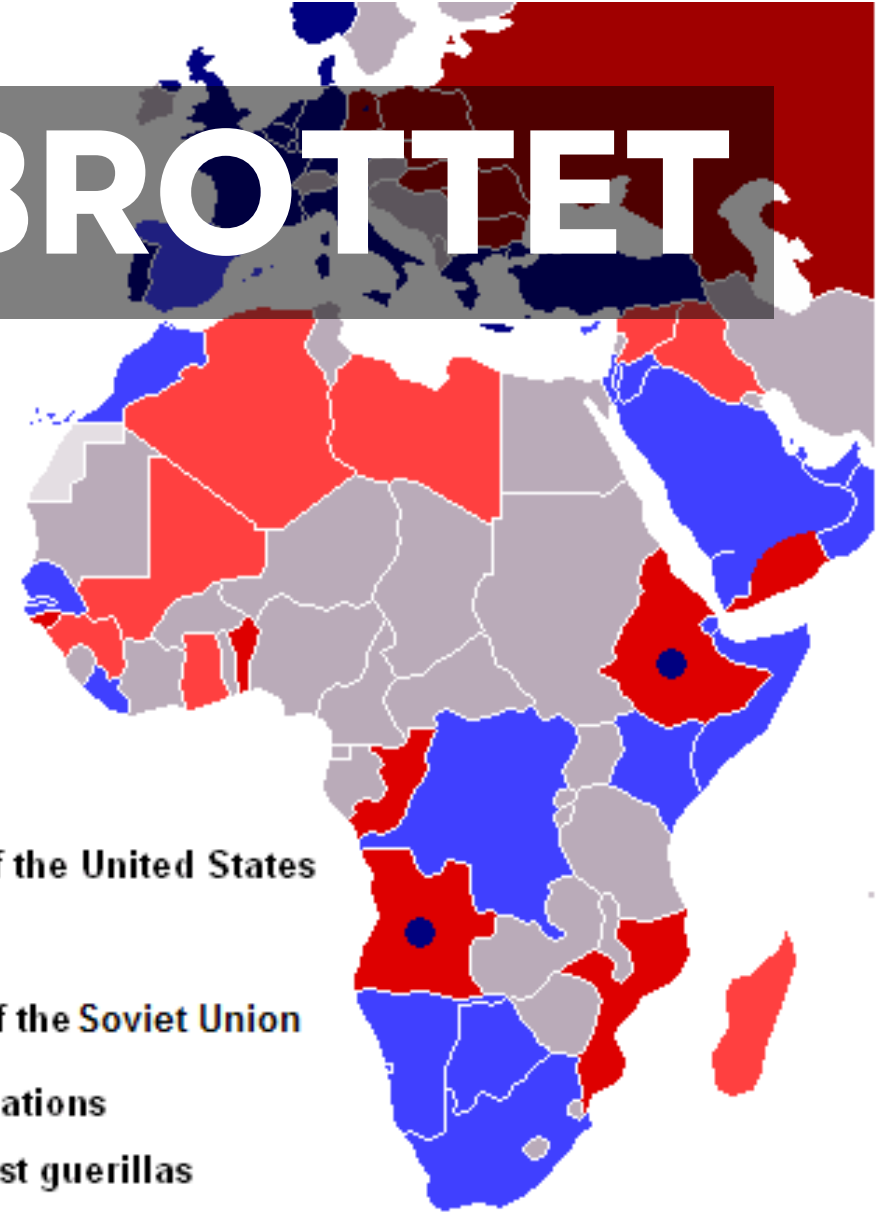 BROTTET
f the United States
f the Soviet Union
ations
st guerillas